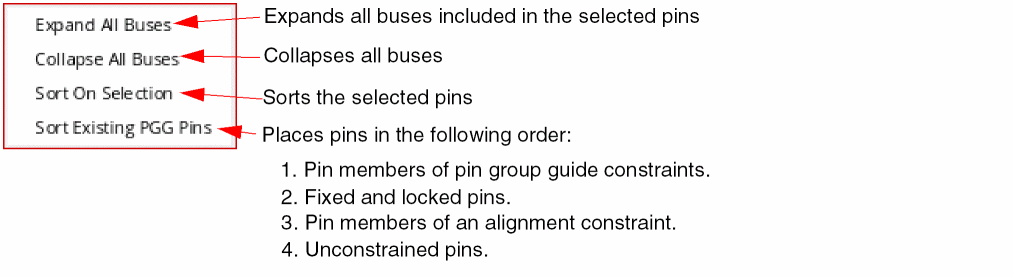 Expand All Buses Expands all buses included in the selected pins
Collapse All Buses Collapses all buses
Sort On Selection Sorts the selected pins
Sort Existing PGG Pins Places pins in the following order:
1. Pin members of pin group guide constraints.
2. Fixed and locked pins.
3. Pin members of an alignment constraint.
4. Unconstrained pins.